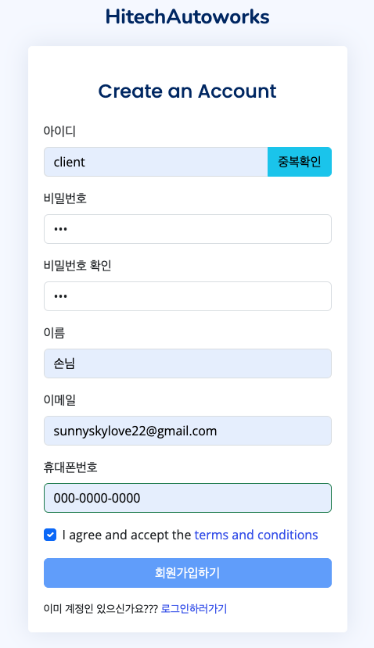 HitechAutoworks
Create an Account
아이디
client 중복확인
비밀번호
•••
비밀번호 확인
•••
이름
손님
이메일
sunnyskylove22@gmail.com
휴대폰번호
000-0000-0000
I agree and accept the terms and conditions
회원가입하기
이미 계정인 있으신가요??? 로그인하러가기